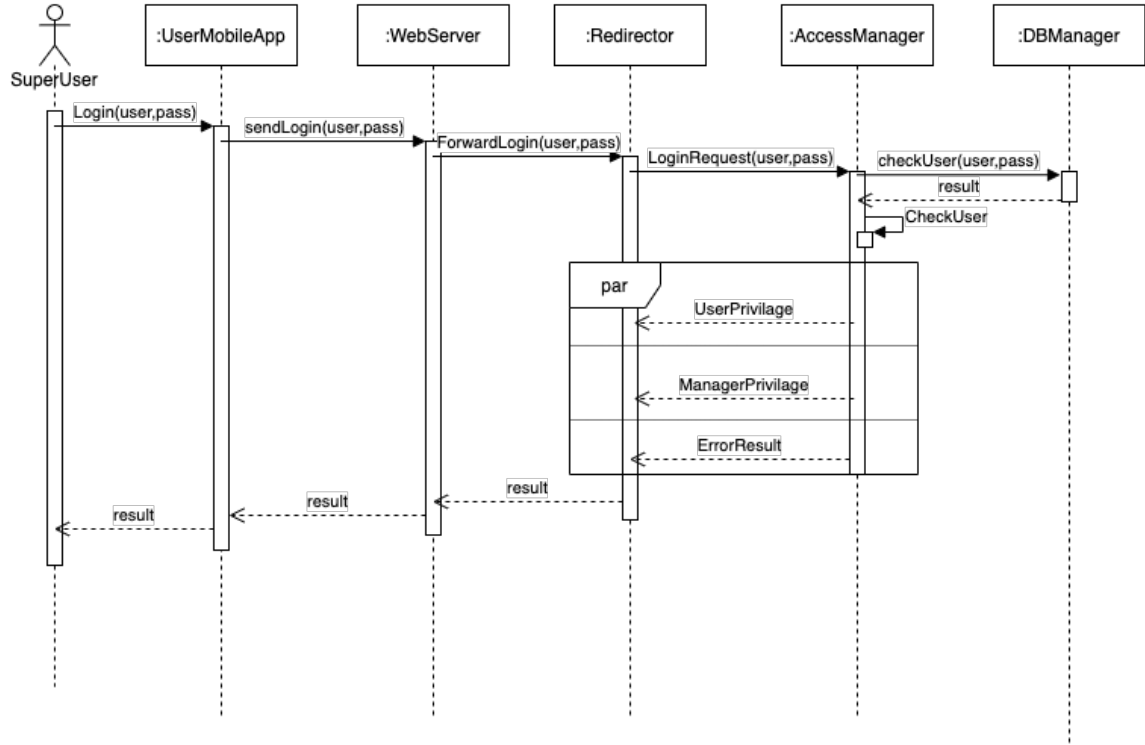 :UserMobileApp
:WebServer
:Redirector
:AccessManager
:DBManager
SuperUser
Login(user,pass)
sendLogin(user,pass)
ForwardLogin(user,pass)
LoginRequest(user,pass)
checkUser(user,pass)
result
CheckUser
par
UserPrivilage
ManagerPrivilage
ErrorResult
result
result
result